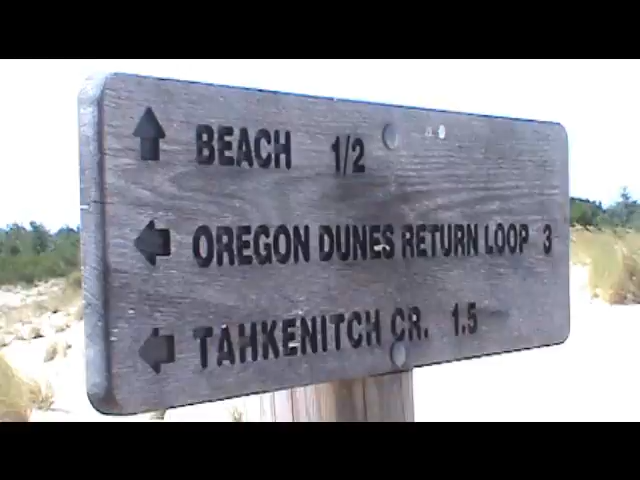 BEACH 1/2
OREGON DUNES RETURN LOOP 3
TAHKENITCH CR. 1.5